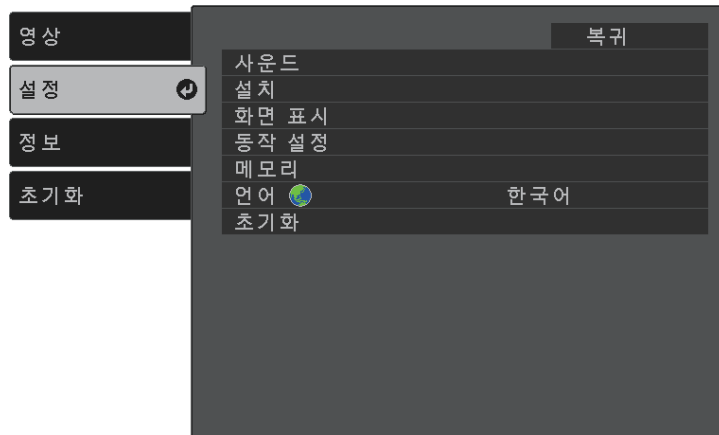 영상
설정
정보
초기화
복귀
사운드
설치
화면 표시
동작 설정
메모리
언어 한국어
초기화